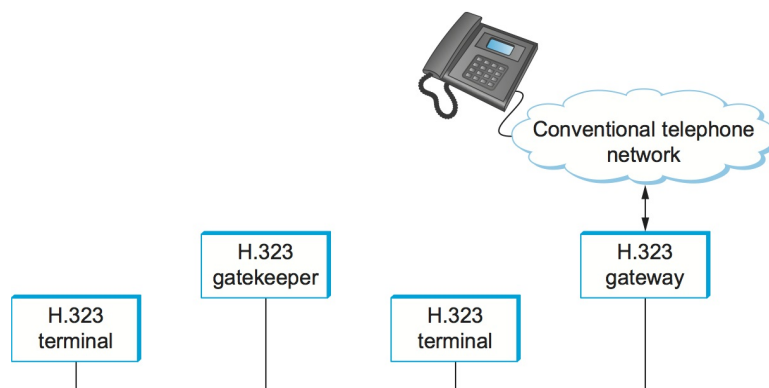 Conventional telephone
network
H.323
gatekeeper
H.323
gateway
H.323
terminal
H.323
terminal